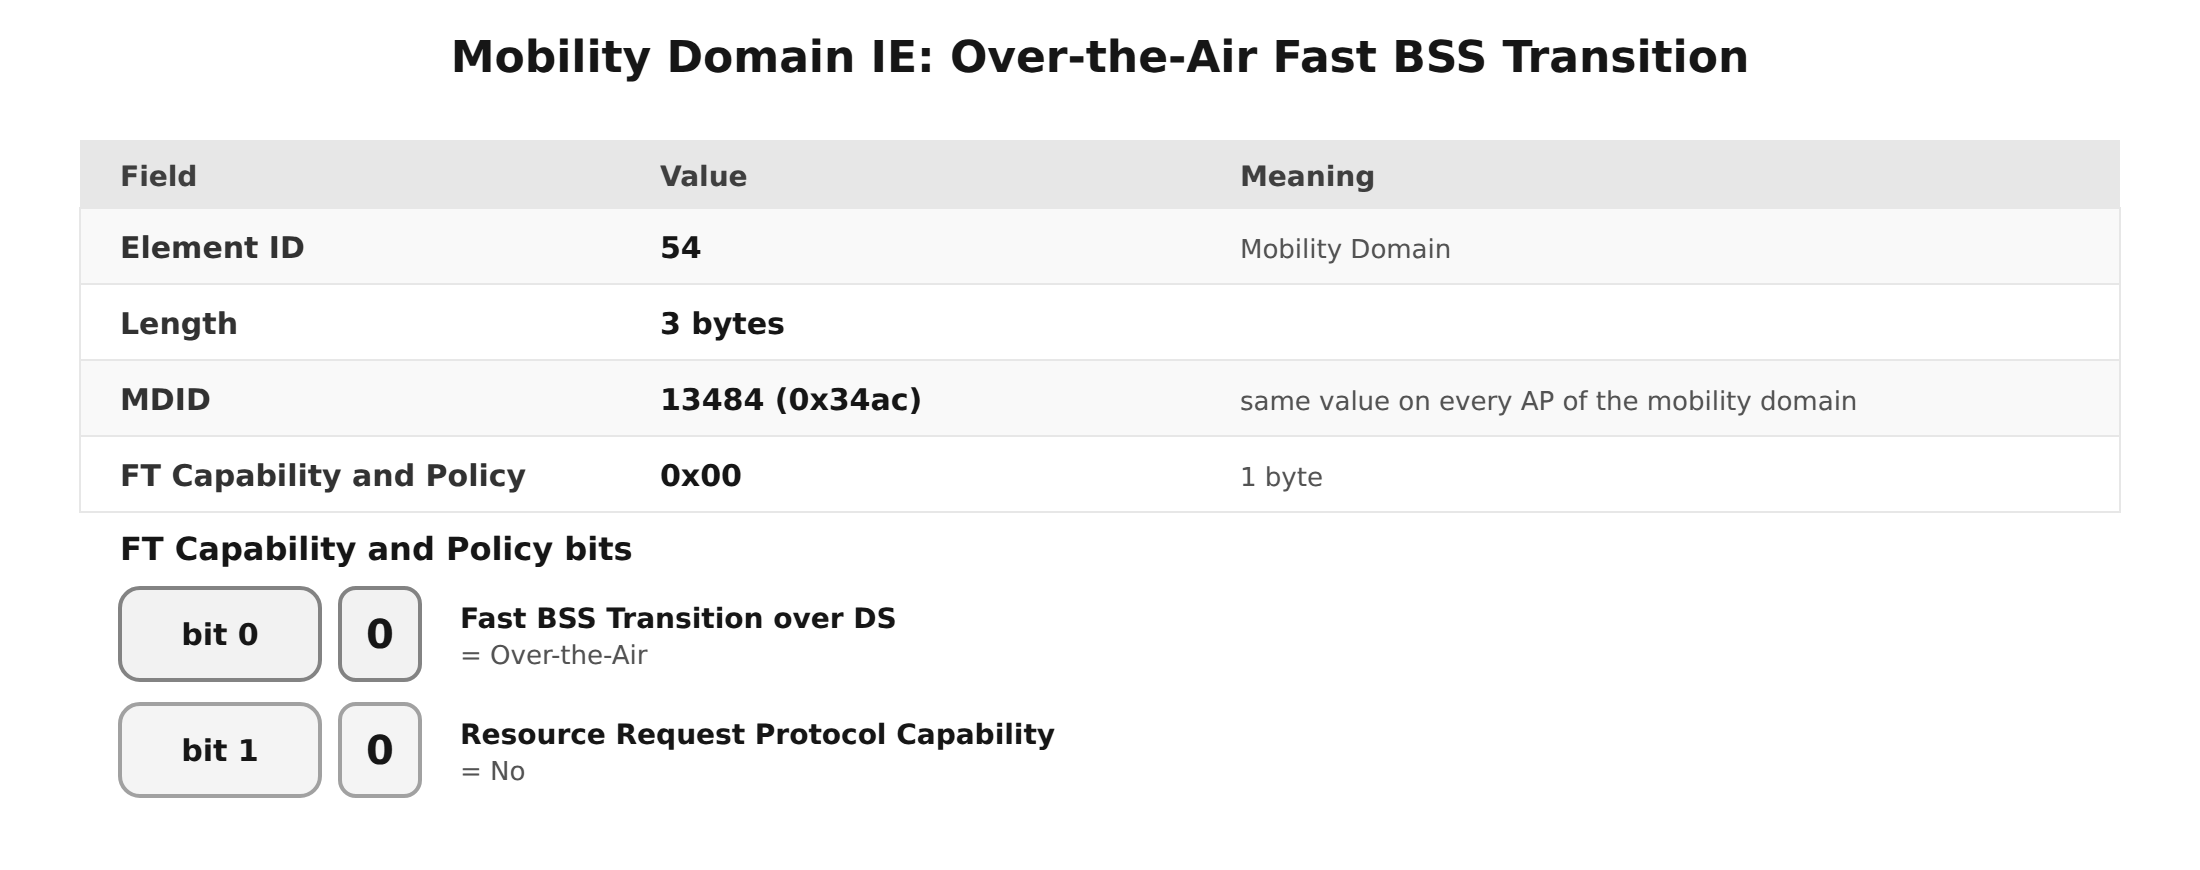 Mobility Domain IE: Over-the-Air Fast BSS Transition
Field Value Meaning
Element ID 54 Mobility Domain
Length 3 bytes
MDID 13484 (0x34ac) same value on every AP of the mobility domain
FT Capability and Policy 0x00 1 byte
FT Capability and Policy bits
bit 0 0 Fast BSS Transition over DS
= Over-the-Air
bit 1 0 Resource Request Protocol Capability
= No